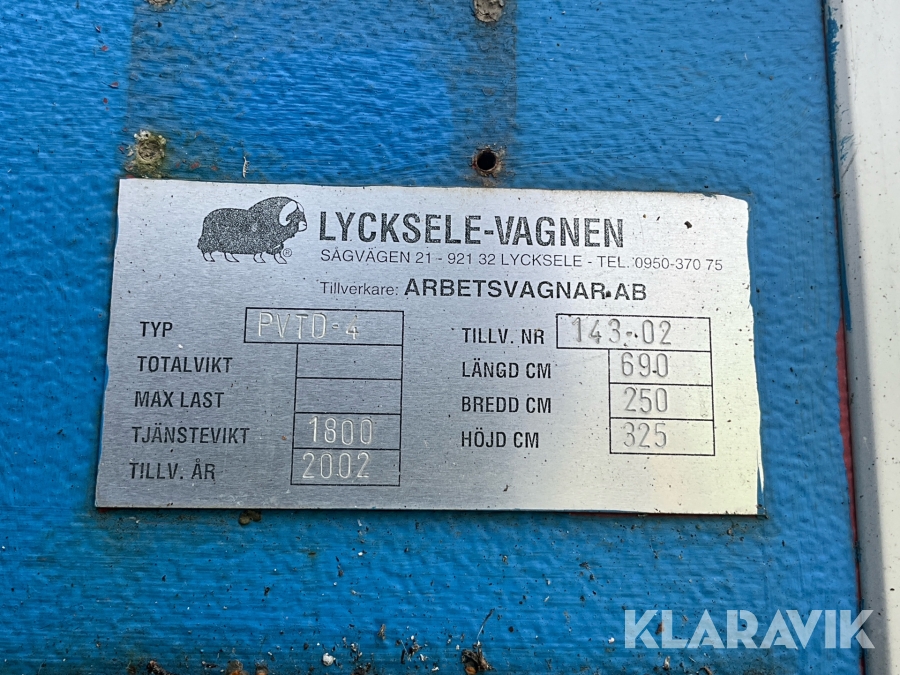 LYCKSELE-VAGNEN
SÅGVÄGEN 21 - 921 32 LYCKSELE - TEL. 0950-370 75
Tillverkare: ARBETSVAGNAR AB
TYP PVTD-4 TILLV. NR 143-02
TOTALVIKT LÄNGD CM 690
MAX LAST BREDD CM 250
TJÄNSTEVIKT 1800 HÖJD CM 325
TILLV. ÅR 2002
KLARAVIK